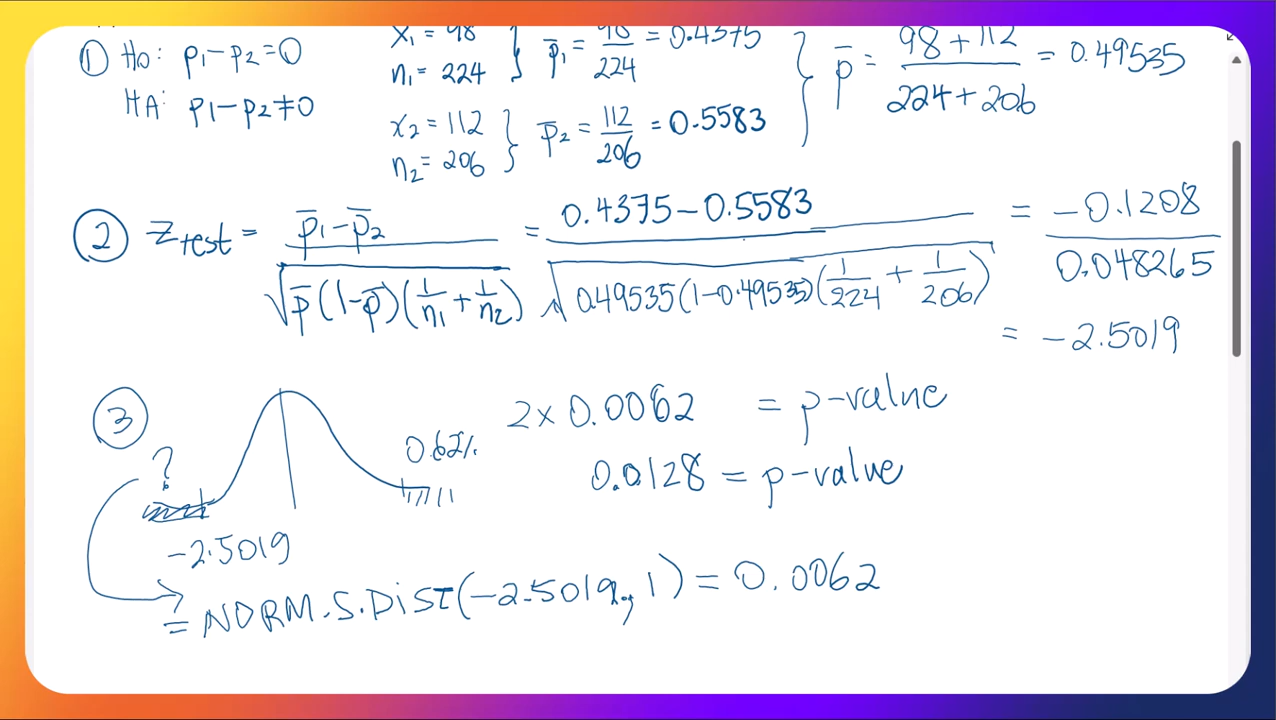 ① Ho: p1-p2=0
HA: p1-p2≠0
x1 = 98
n1 = 224
p̄1 = 98/224 = 0.4375
x2 = 112
n2 = 206
p̄2 = 112/206 = 0.5583
p̄ = (98+112)/(224+206) = 0.49535
② Ztest = (p̄1-p̄2)/√(p̄(1-p̄)(1/n1+1/n2)) = (0.4375-0.5583)/√(0.49535(1-0.49535)(1/224+1/206)) = -0.1208/0.048265
= -2.5019
③
?
-2.5019
0.62%
2×0.0062 = p-value
0.0128 = p-value
= NORM.S.DiST(-2.5019, 1) = 0.0062